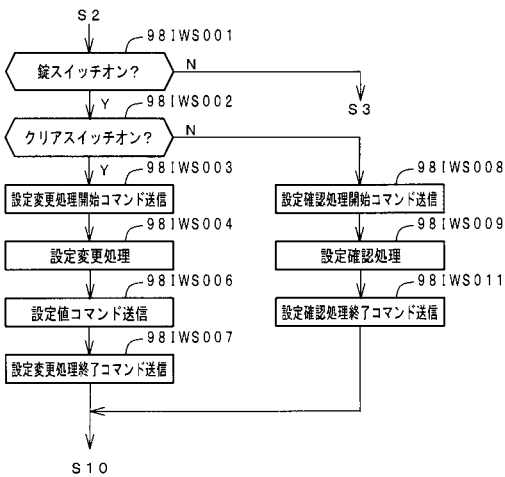 S2
98IWS001
錠スイッチオン?
N
Y
S3
98IWS002
クリアスイッチオン?
N
Y
98IWS003
設定変更処理開始コマンド送信
98IWS008
設定確認処理開始コマンド送信
98IWS004
設定変更処理
98IWS009
設定確認処理
98IWS006
設定値コマンド送信
98IWS011
設定確認処理終了コマンド送信
98IWS007
設定変更処理終了コマンド送信
S10